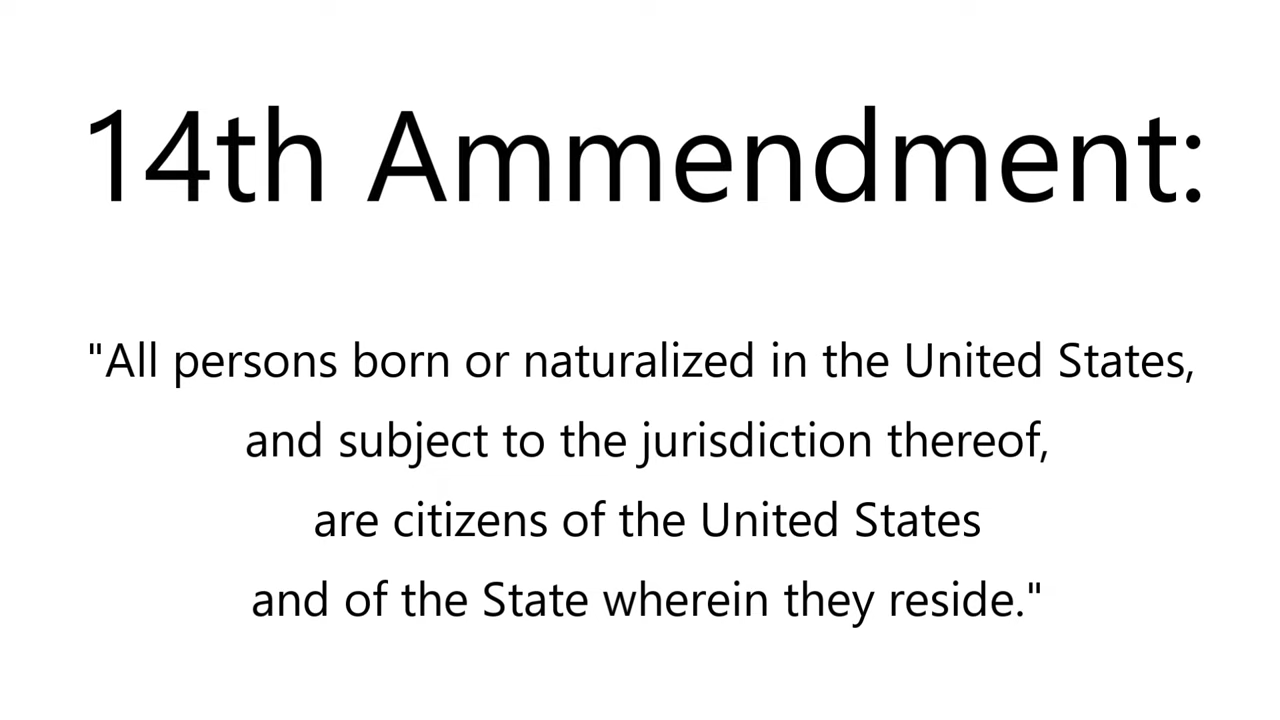 14th Ammendment:
"All persons born or naturalized in the United States,
and subject to the jurisdiction thereof,
are citizens of the United States
and of the State wherein they reside."